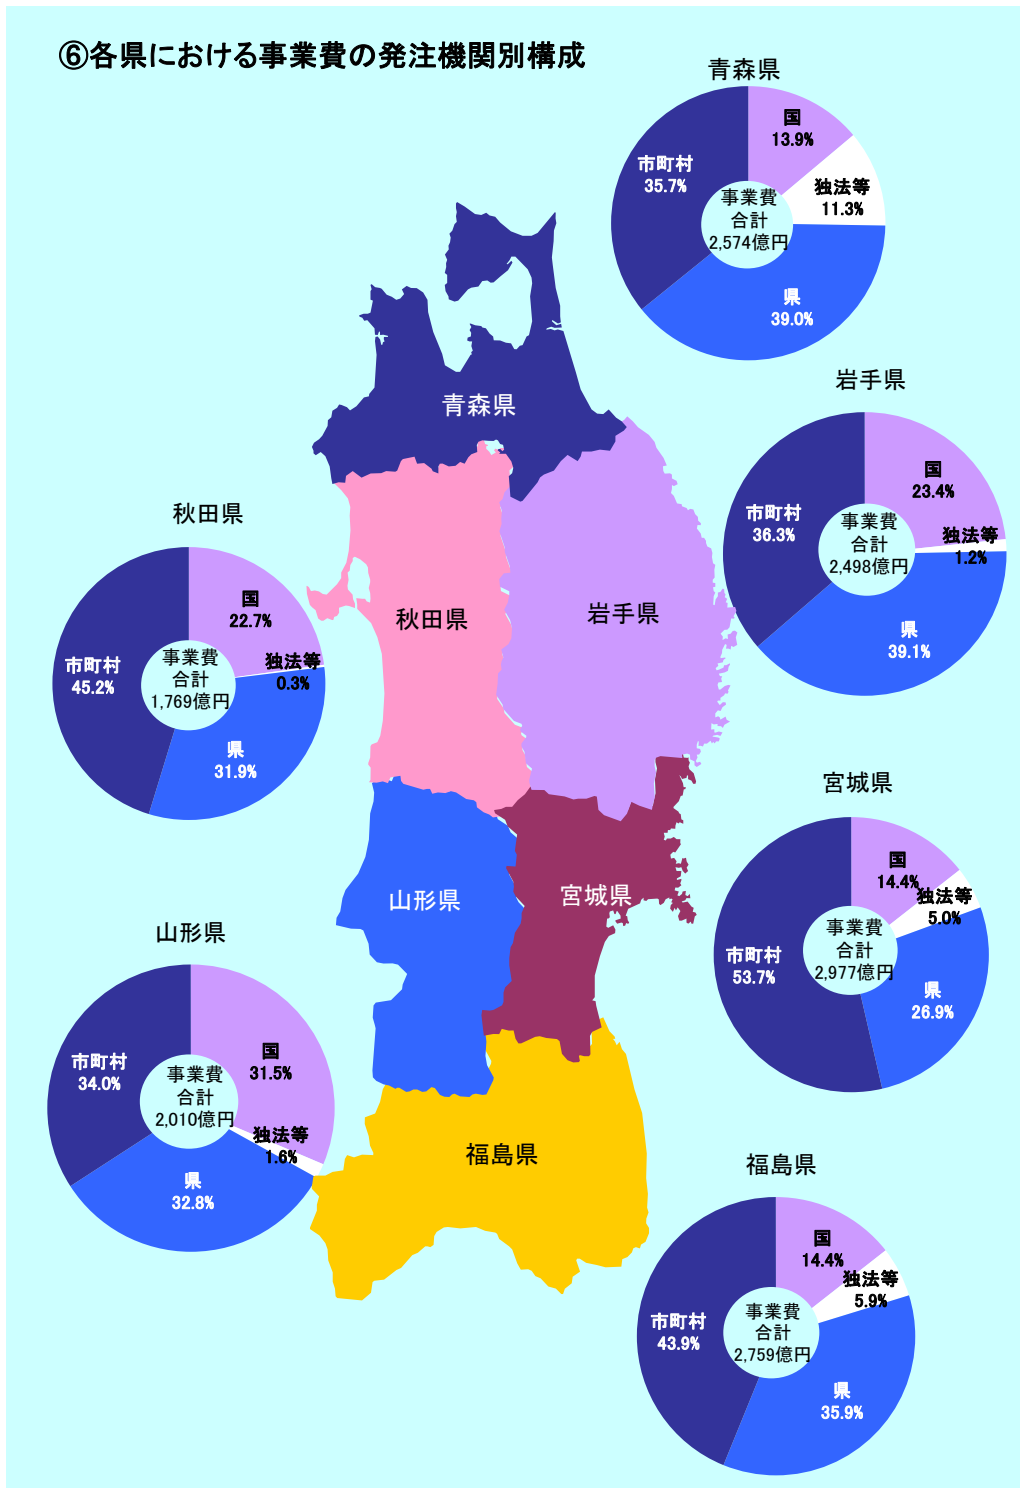 ⑥各県における事業費の発注機関別構成
青森県
国
13.9%
独法等
11.3%
県
39.0%
市町村
35.7%
事業費
合計
2,574億円
岩手県
国
23.4%
独法等
1.2%
県
39.1%
市町村
36.3%
事業費
合計
2,498億円
秋田県
国
22.7%
独法等
0.3%
県
31.9%
市町村
45.2%
事業費
合計
1,769億円
宮城県
国
14.4%
独法等
5.0%
県
26.9%
市町村
53.7%
事業費
合計
2,977億円
山形県
国
31.5%
独法等
1.6%
県
32.8%
市町村
34.0%
事業費
合計
2,010億円
福島県
国
14.4%
独法等
5.9%
県
35.9%
市町村
43.9%
事業費
合計
2,759億円
青森県
秋田県
岩手県
山形県
宮城県
福島県